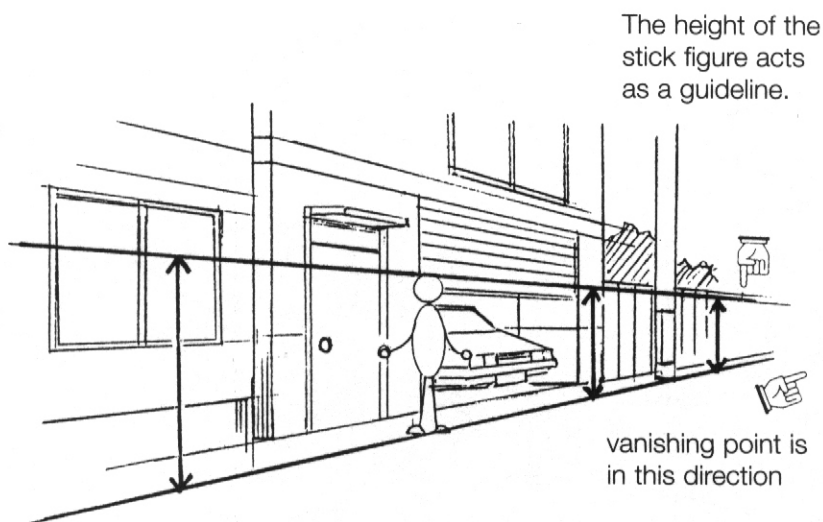 The height of the
stick figure acts
as a guideline.
vanishing point is
in this direction